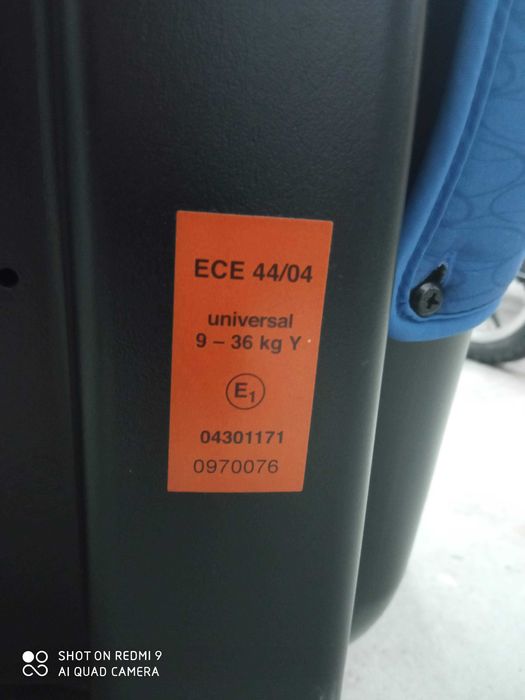 ECE 44/04
universal
9 – 36 kg Y
E1
04301171
0970076
SHOT ON REDMI 9
AI QUAD CAMERA